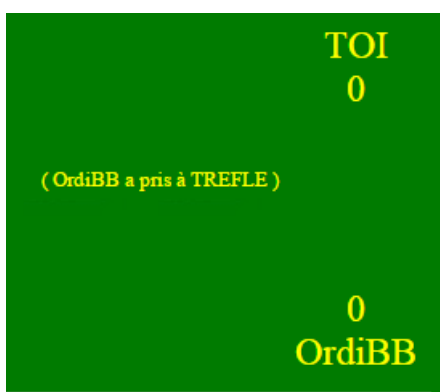 TOI
0
( OrdiBB a pris à TREFLE )
0
OrdiBB